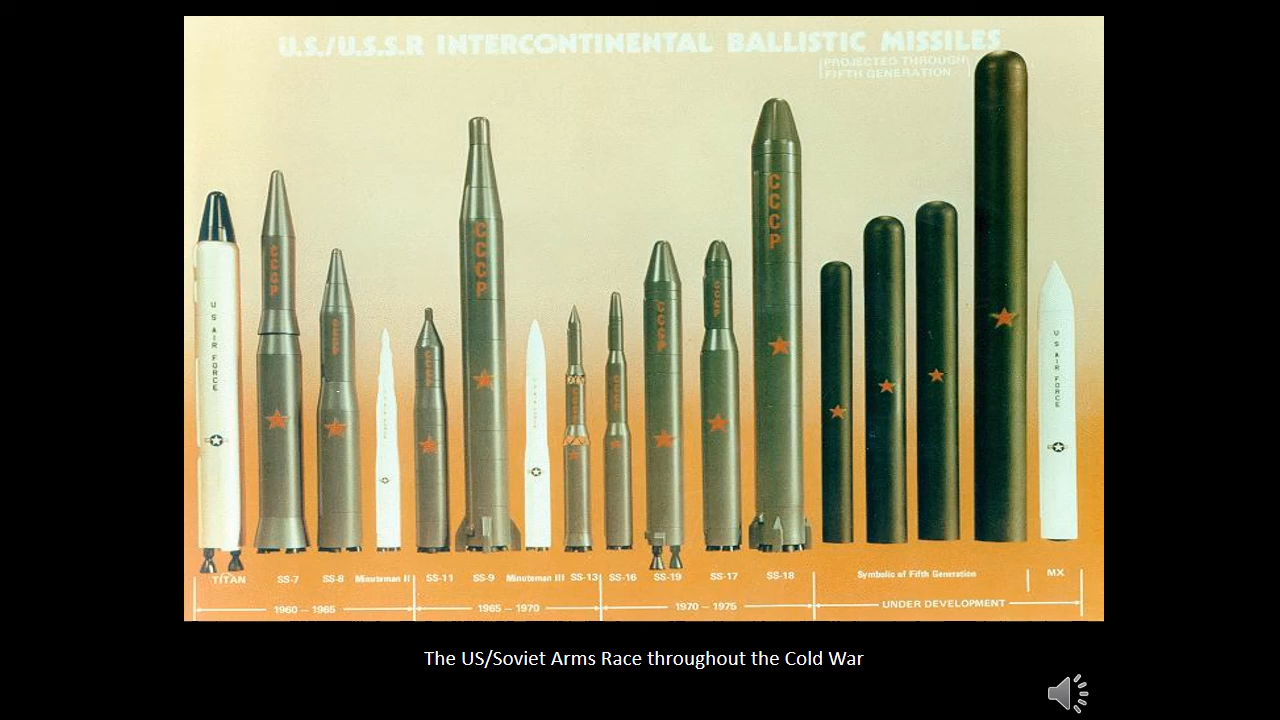 U.S./U.S.S.R INTERCONTINENTAL BALLISTIC MISSILES
PROJECTED THROUGH
FIFTH GENERATION
U S AIR FORCE
CCCP
CCCP
CCCP
CCCP
CCCP
CCCP
CCCP
U S AIR FORCE
TITAN SS-7 SS-8 Minuteman II SS-11 SS-9 Minuteman III SS-13 SS-16 SS-19 SS-17 SS-18 Symbolic of Fifth Generation MX
1960 – 1965 1965 – 1970 1970 – 1975 UNDER DEVELOPMENT
The US/Soviet Arms Race throughout the Cold War